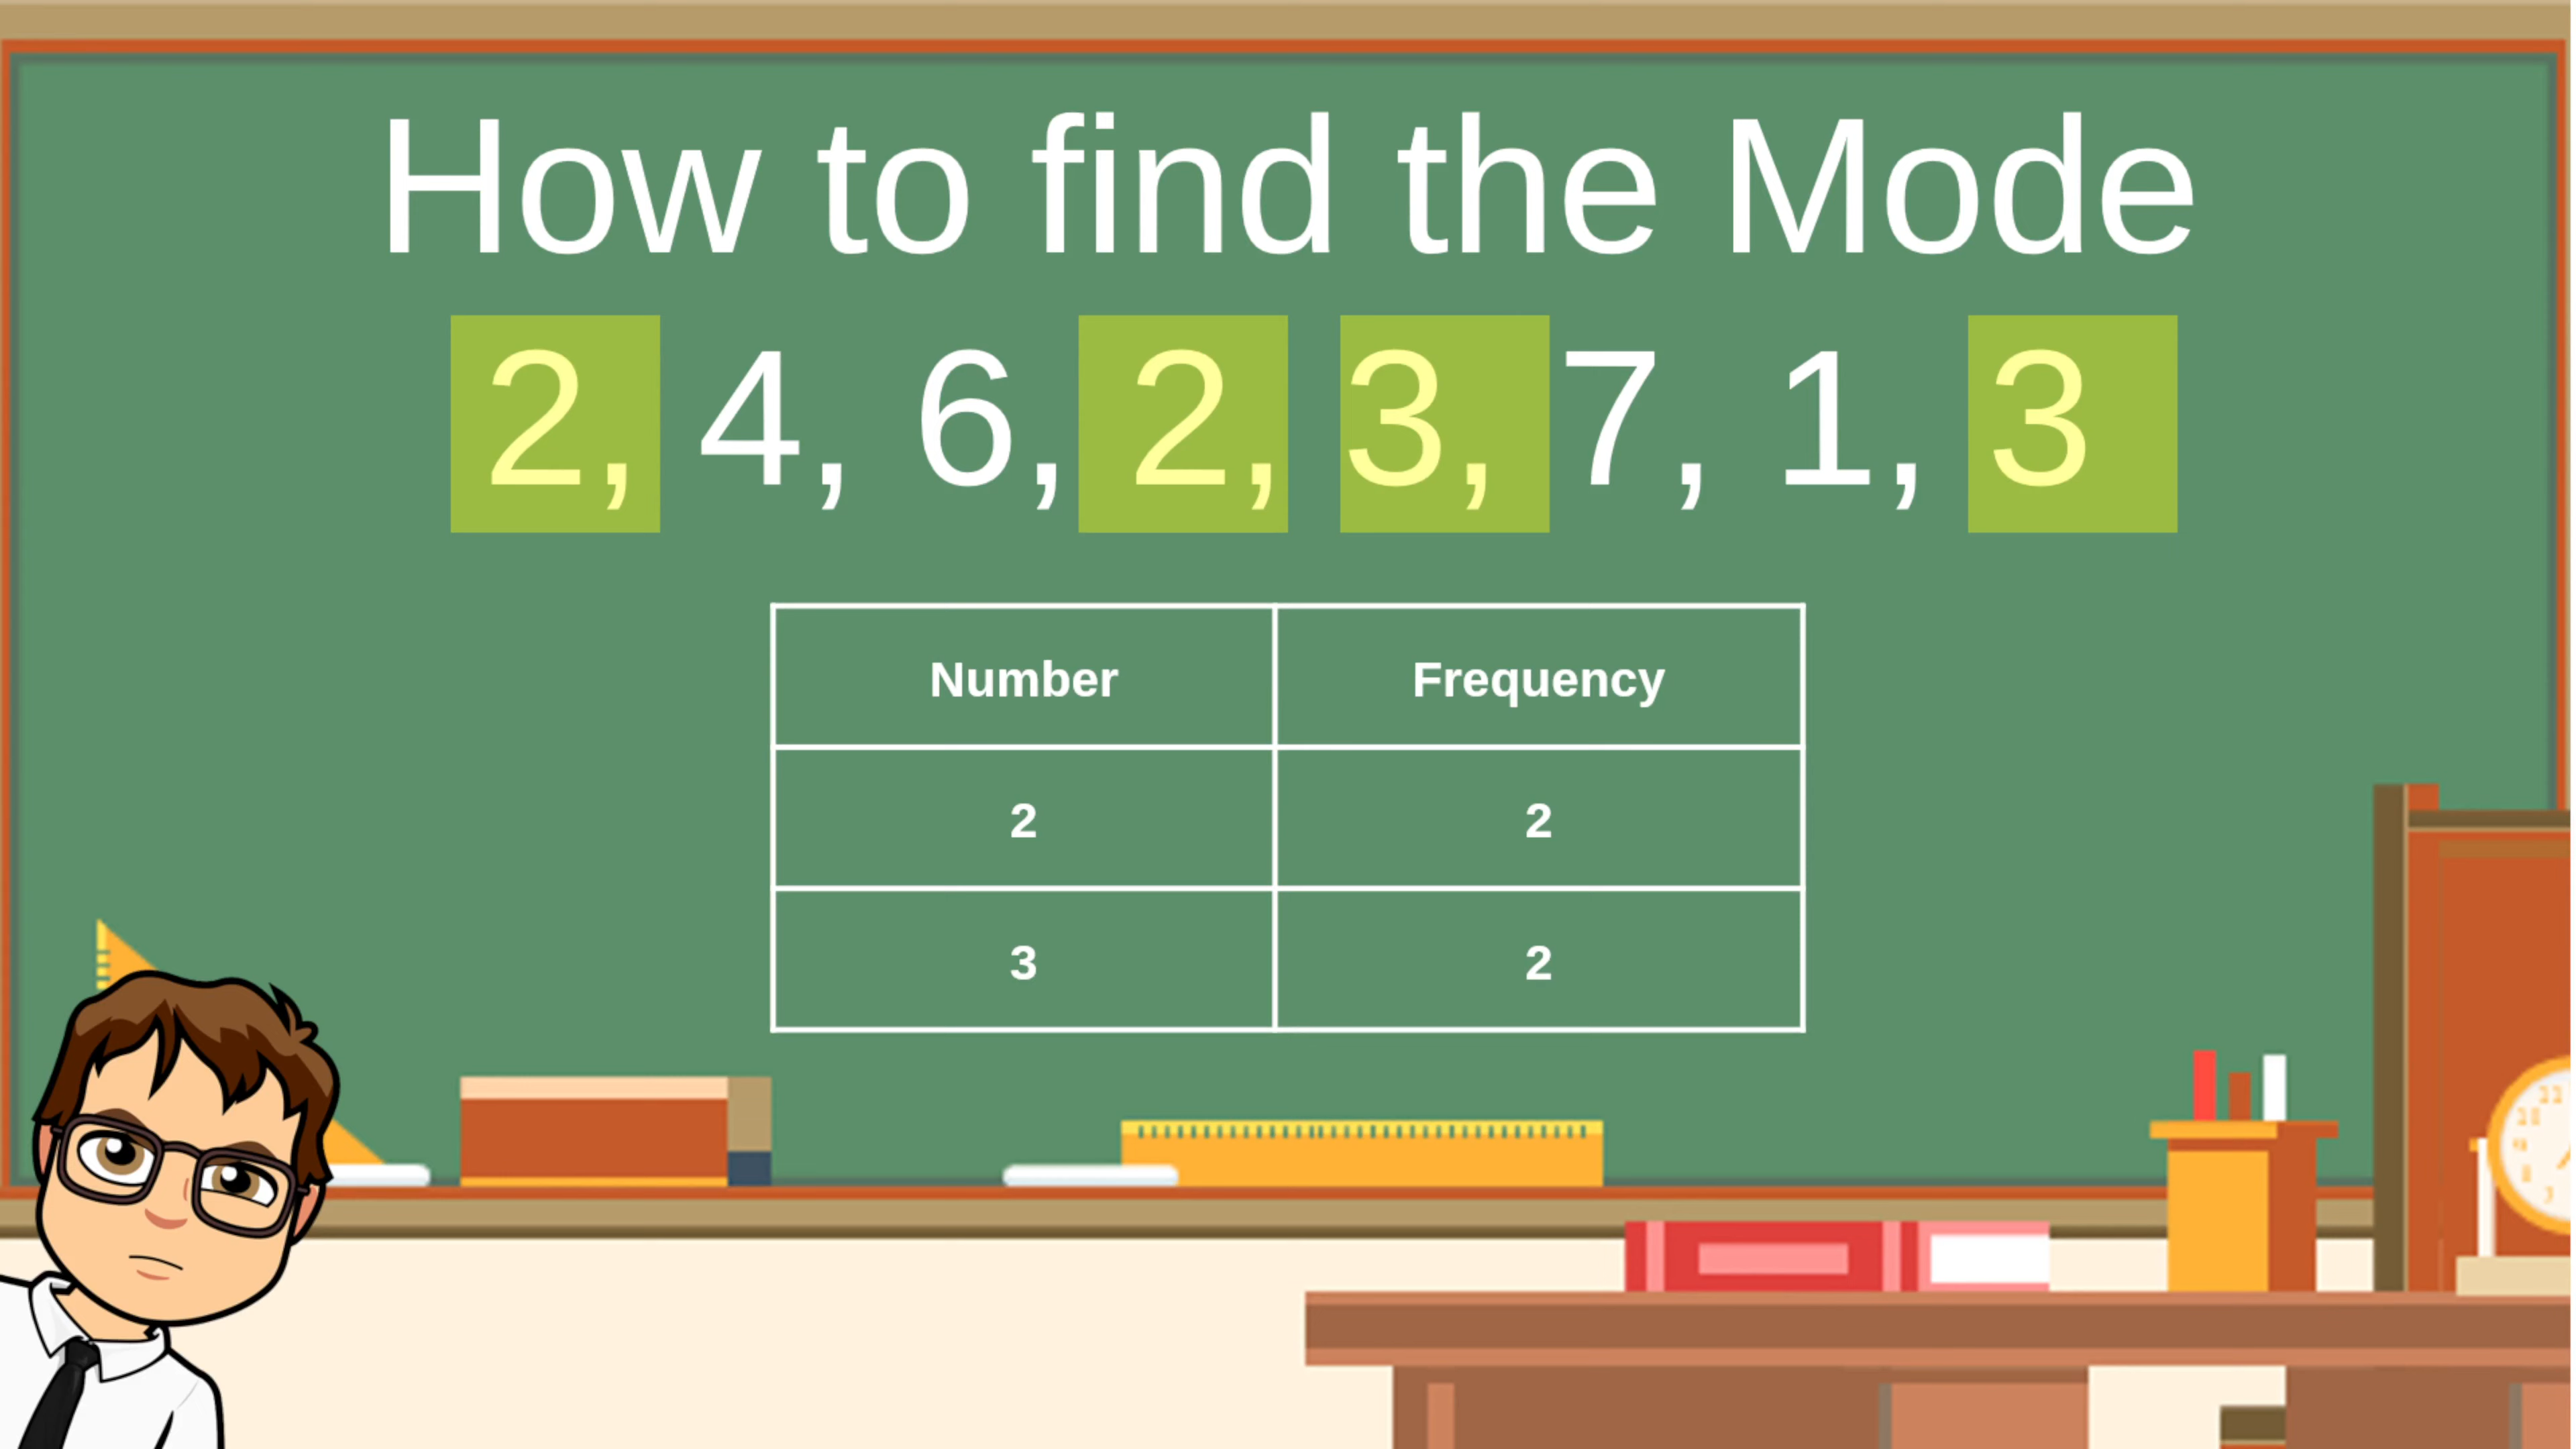 How to find the Mode
2, 4, 6, 2, 3, 7, 1, 3
Number Frequency
2 2
3 2